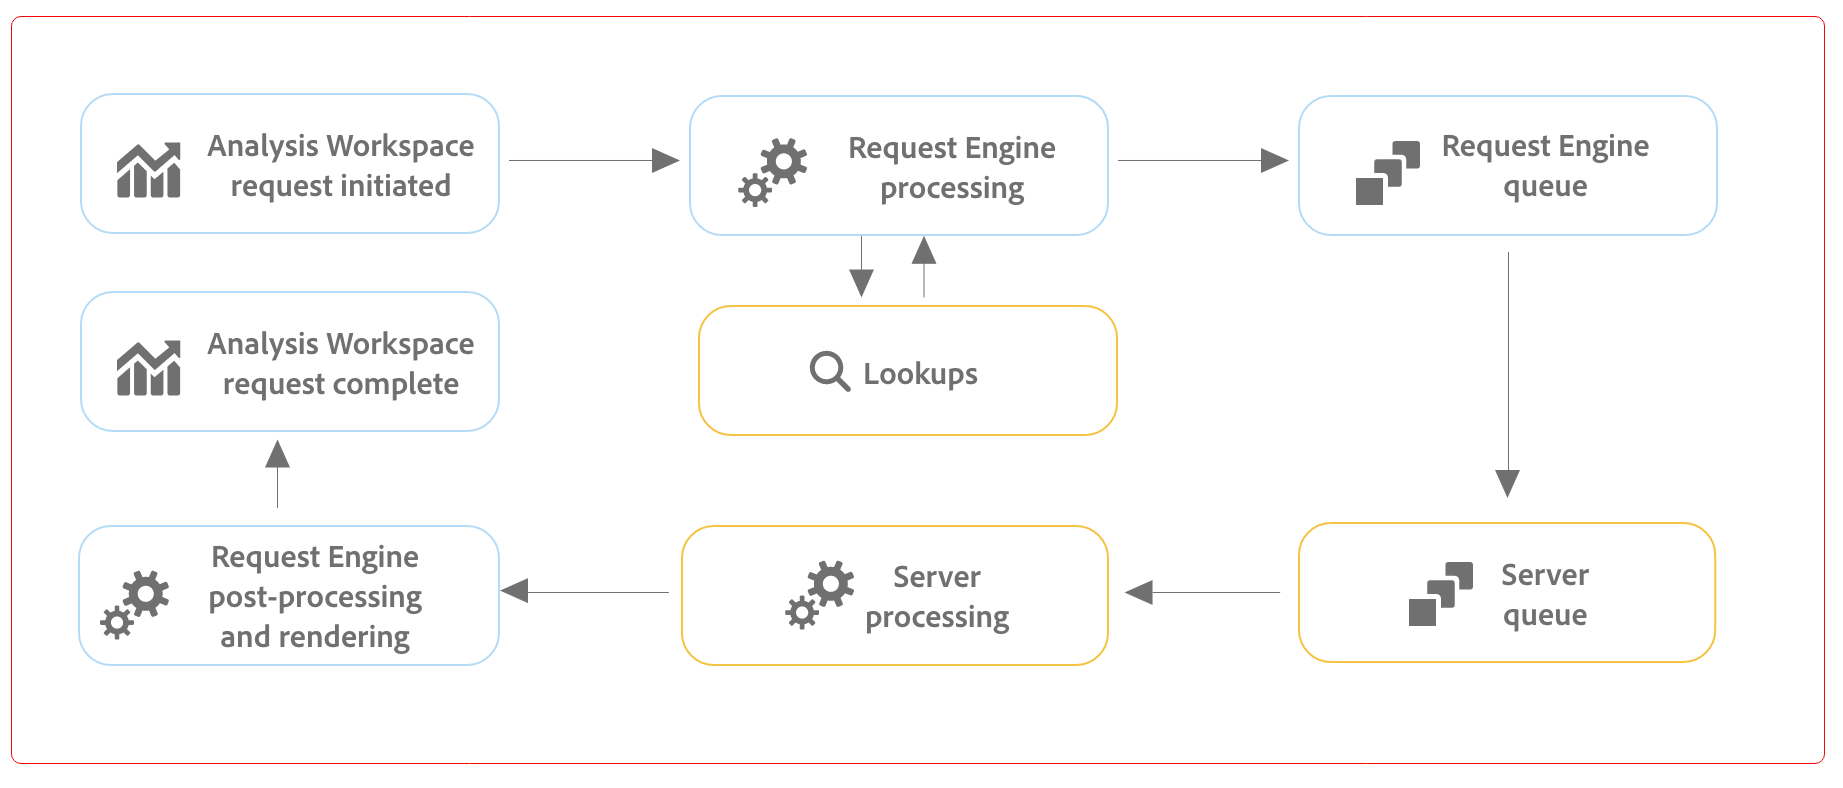 Analysis Workspace
request initiated
Request Engine
processing
Request Engine
queue
Analysis Workspace
request complete
Lookups
Request Engine
post-processing
and rendering
Server
processing
Server
queue